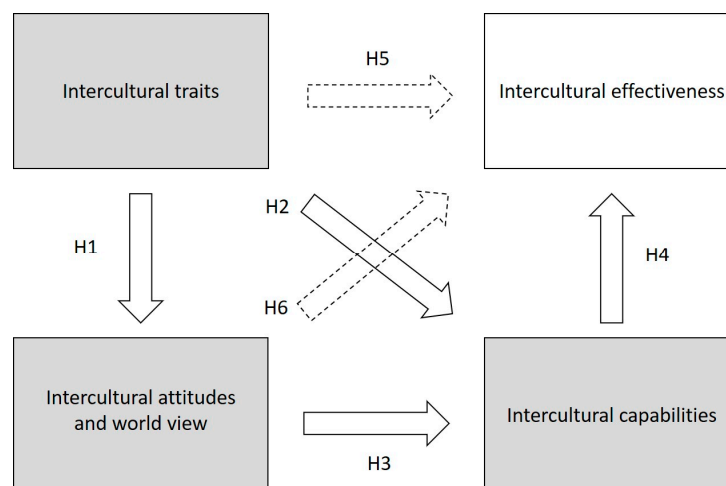 H5
Intercultural traits
Intercultural effectiveness
H2
H1
H4
H6
Intercultural attitudes
and world view
Intercultural capabilities
H3